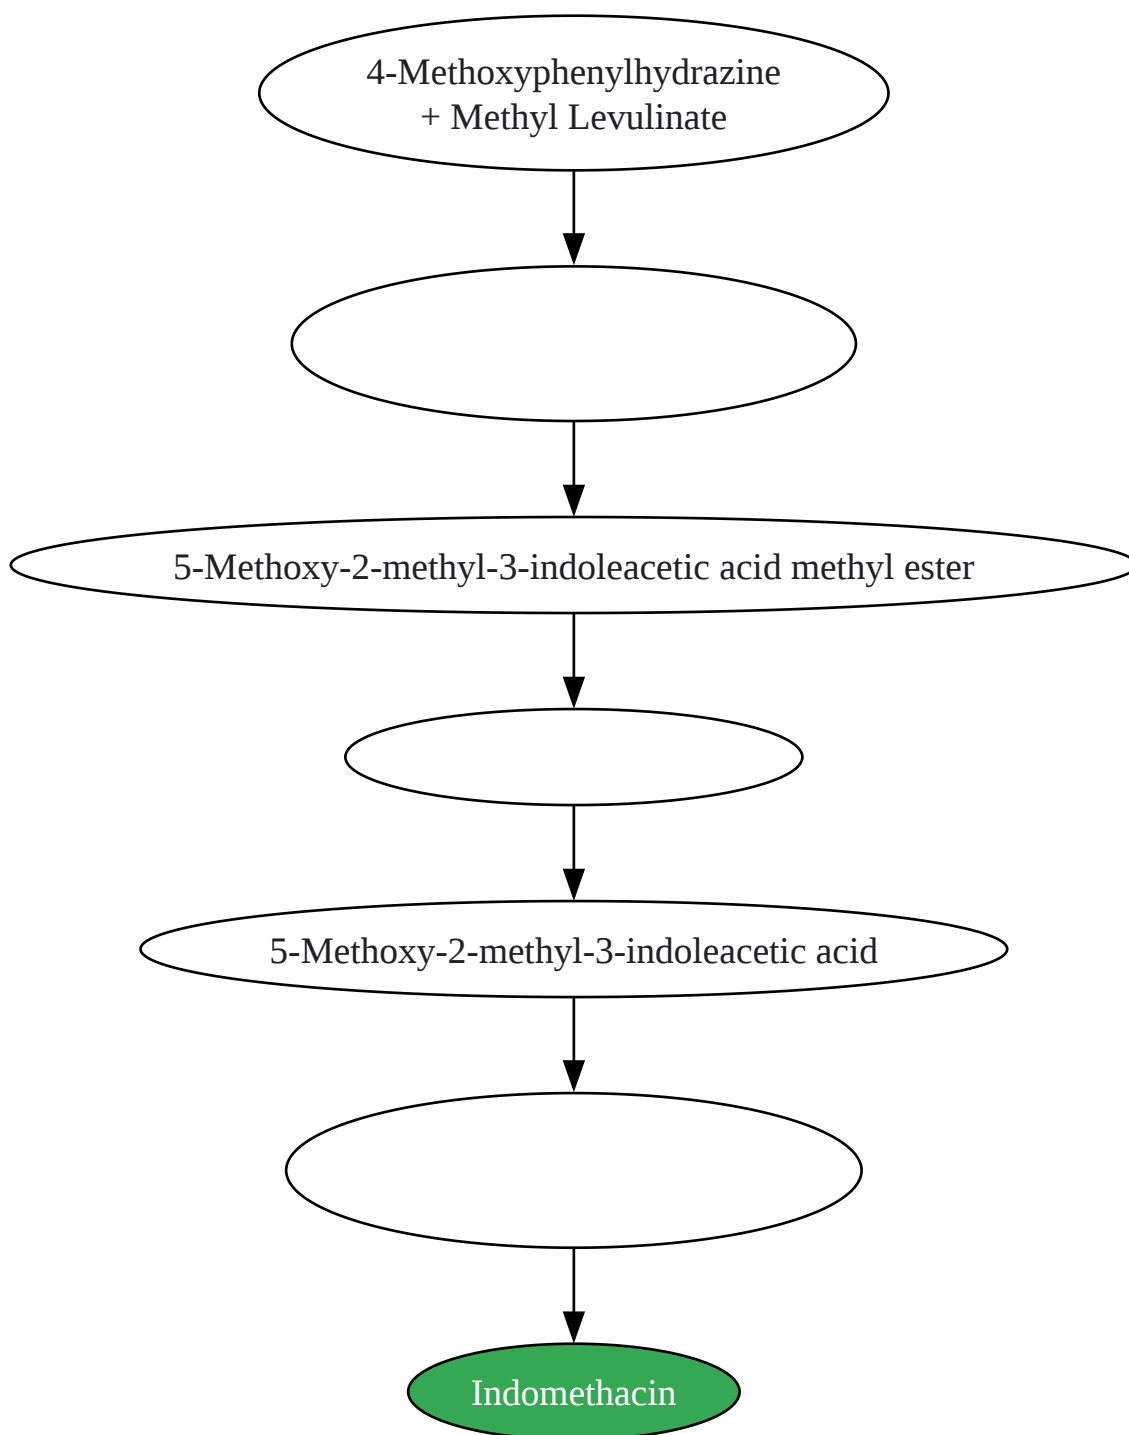 4-Methoxyphenylhydrazine
+ Methyl Levulinate
5-Methoxy-2-methyl-3-indoleacetic acid methyl ester
5-Methoxy-2-methyl-3-indoleacetic acid
Indomethacin